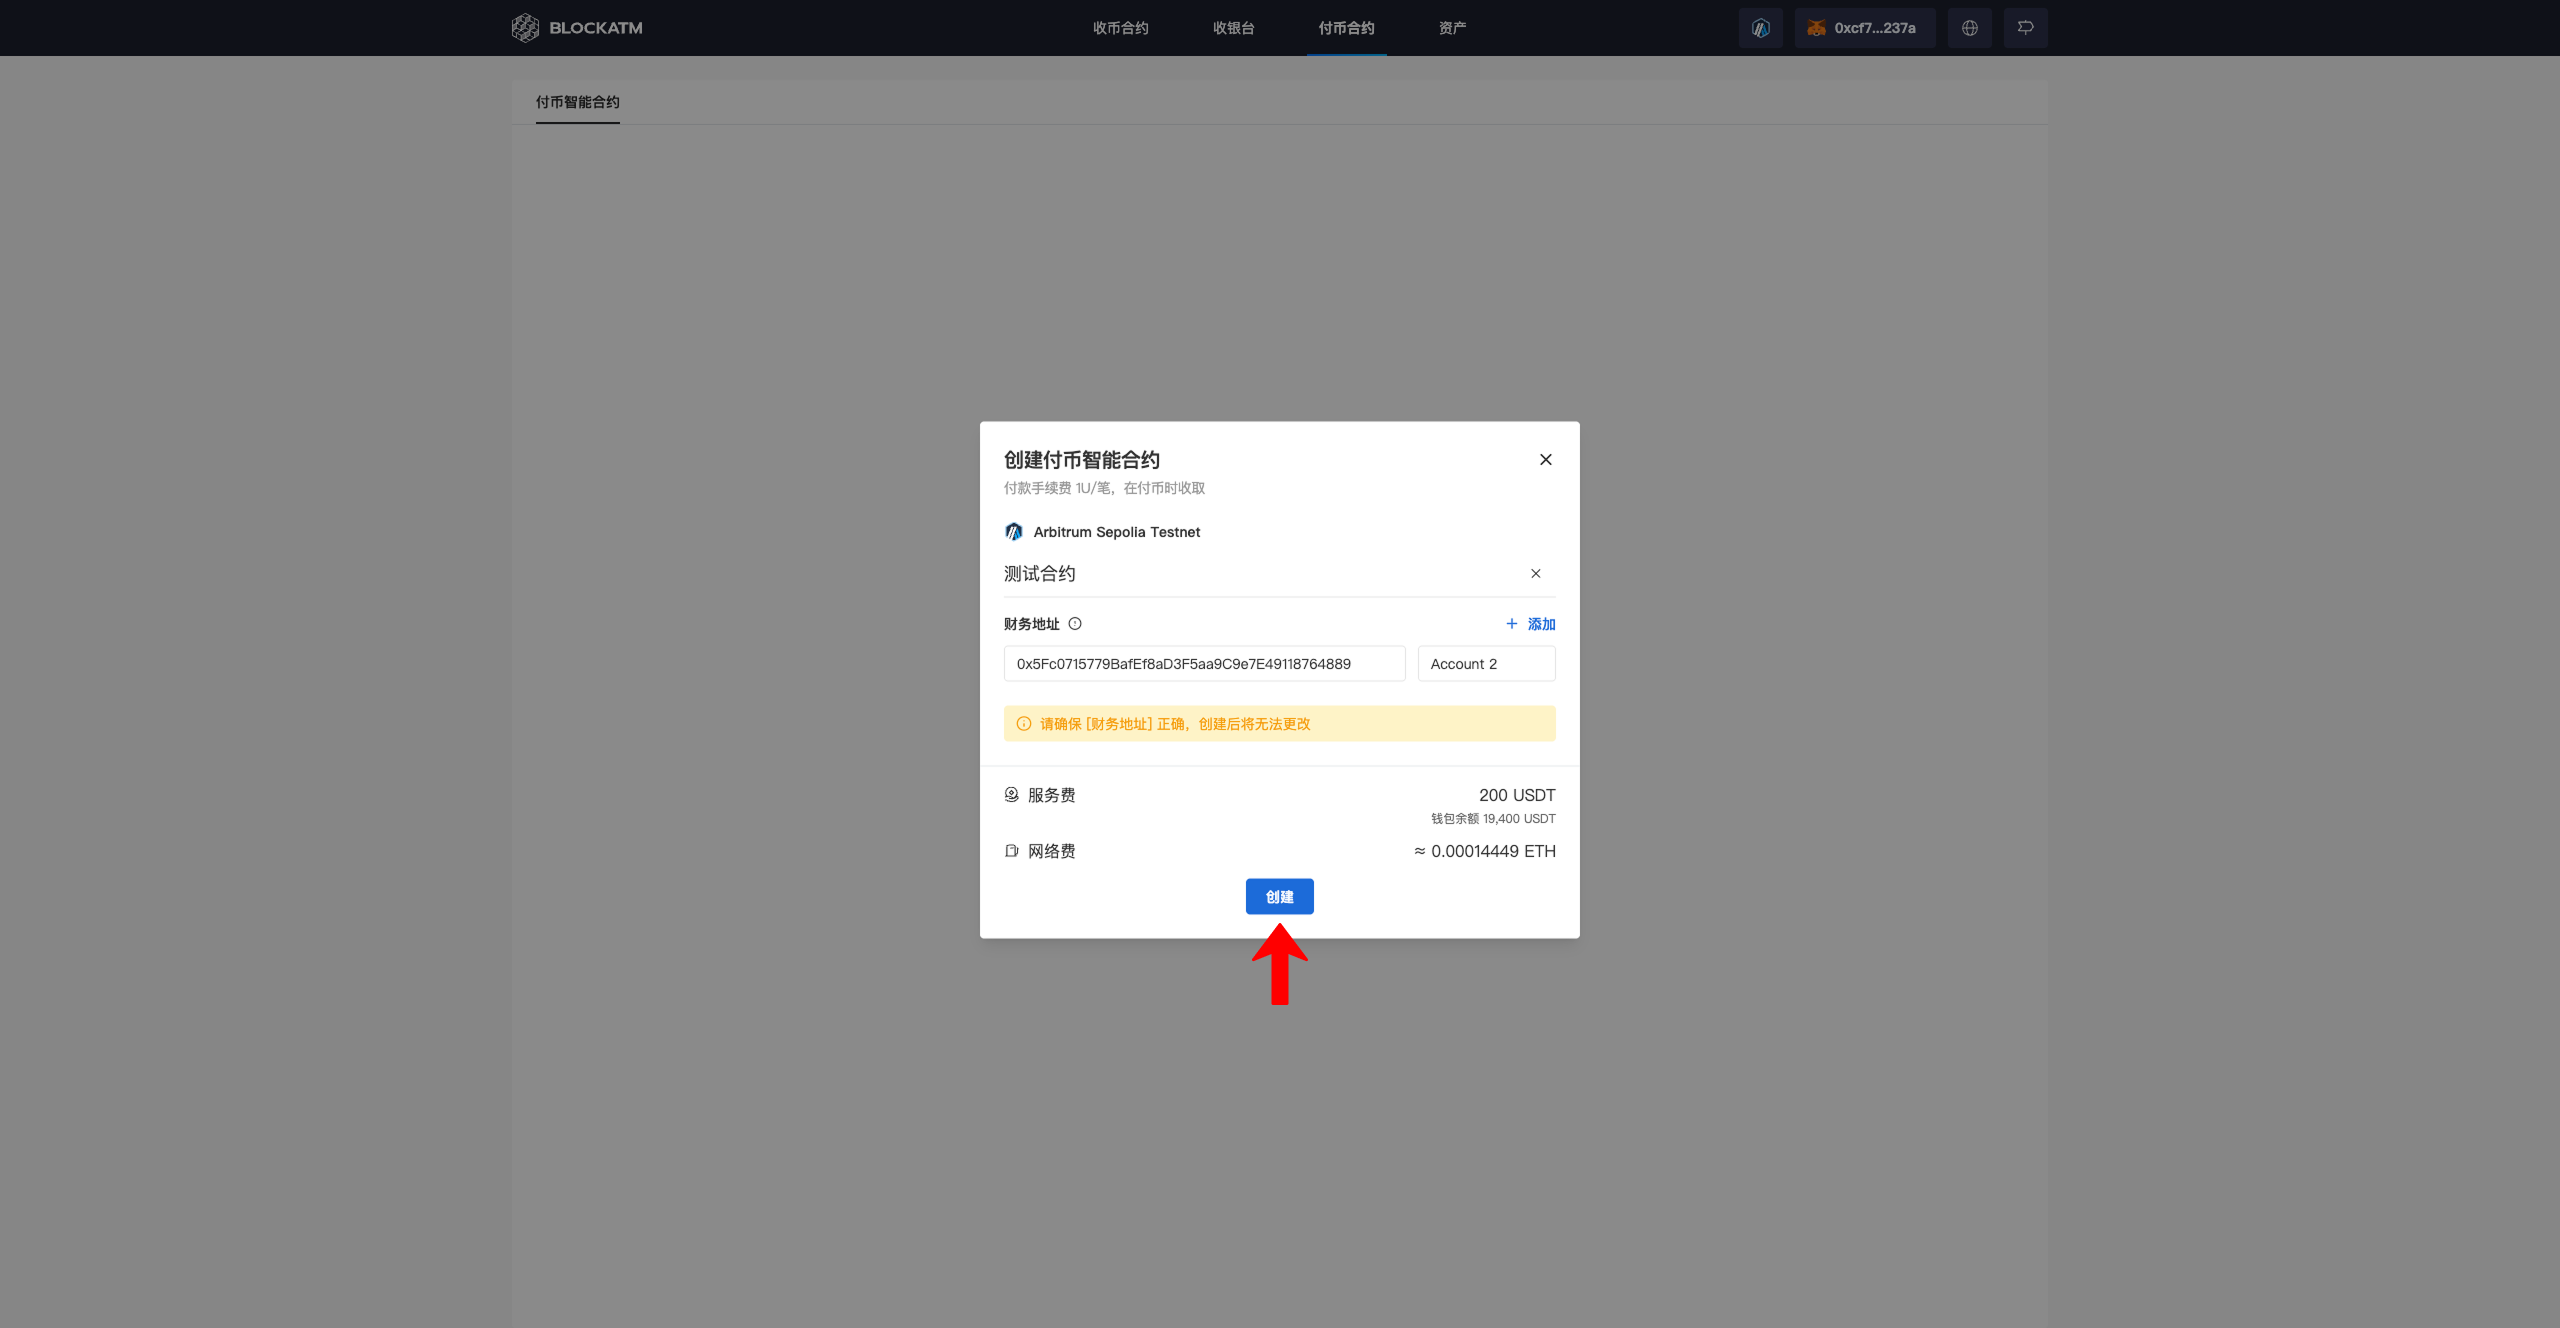 BLOCKATM
收币合约
收银台
付币合约
资产
0xcf7...237a
付币智能合约
创建付币智能合约
付款手续费 1U/笔，在付币时收取
Arbitrum Sepolia Testnet
测试合约
财务地址
添加
0x5Fc0715779BafEf8aD3F5aa9C9e7E49118764889
Account 2
请确保 [财务地址] 正确，创建后将无法更改
服务费
200 USDT
钱包余额 19,400 USDT
网络费
≈ 0.00014449 ETH
创建